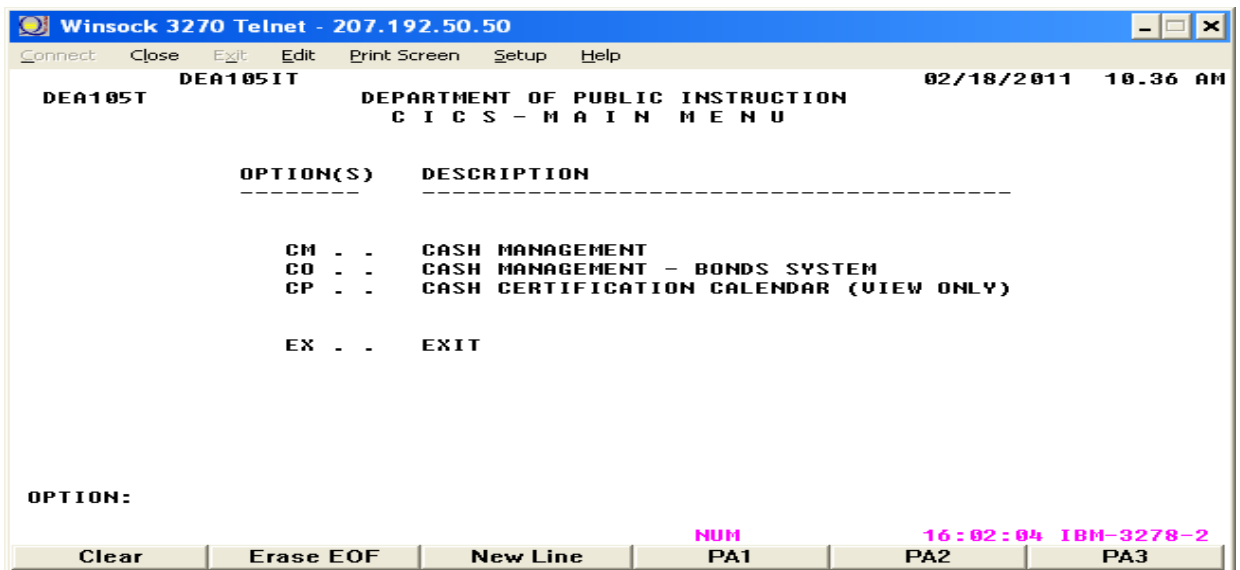 Winsock 3270 Telnet - 207.192.50.50
Connect Close Exit Edit Print Screen Setup Help
DEA105IT 02/18/2011 10.36 AM
DEA105T DEPARTMENT OF PUBLIC INSTRUCTION
C I C S - M A I N M E N U
OPTION(S) DESCRIPTION
-------- ----------------------------------------
CM . . CASH MANAGEMENT
CO . . CASH MANAGEMENT - BONDS SYSTEM
CP . . CASH CERTIFICATION CALENDAR (VIEW ONLY)
EX . . EXIT
OPTION:
NUM 16:02:04 IBM-3278-2
Clear Erase EOF New Line PA1 PA2 PA3